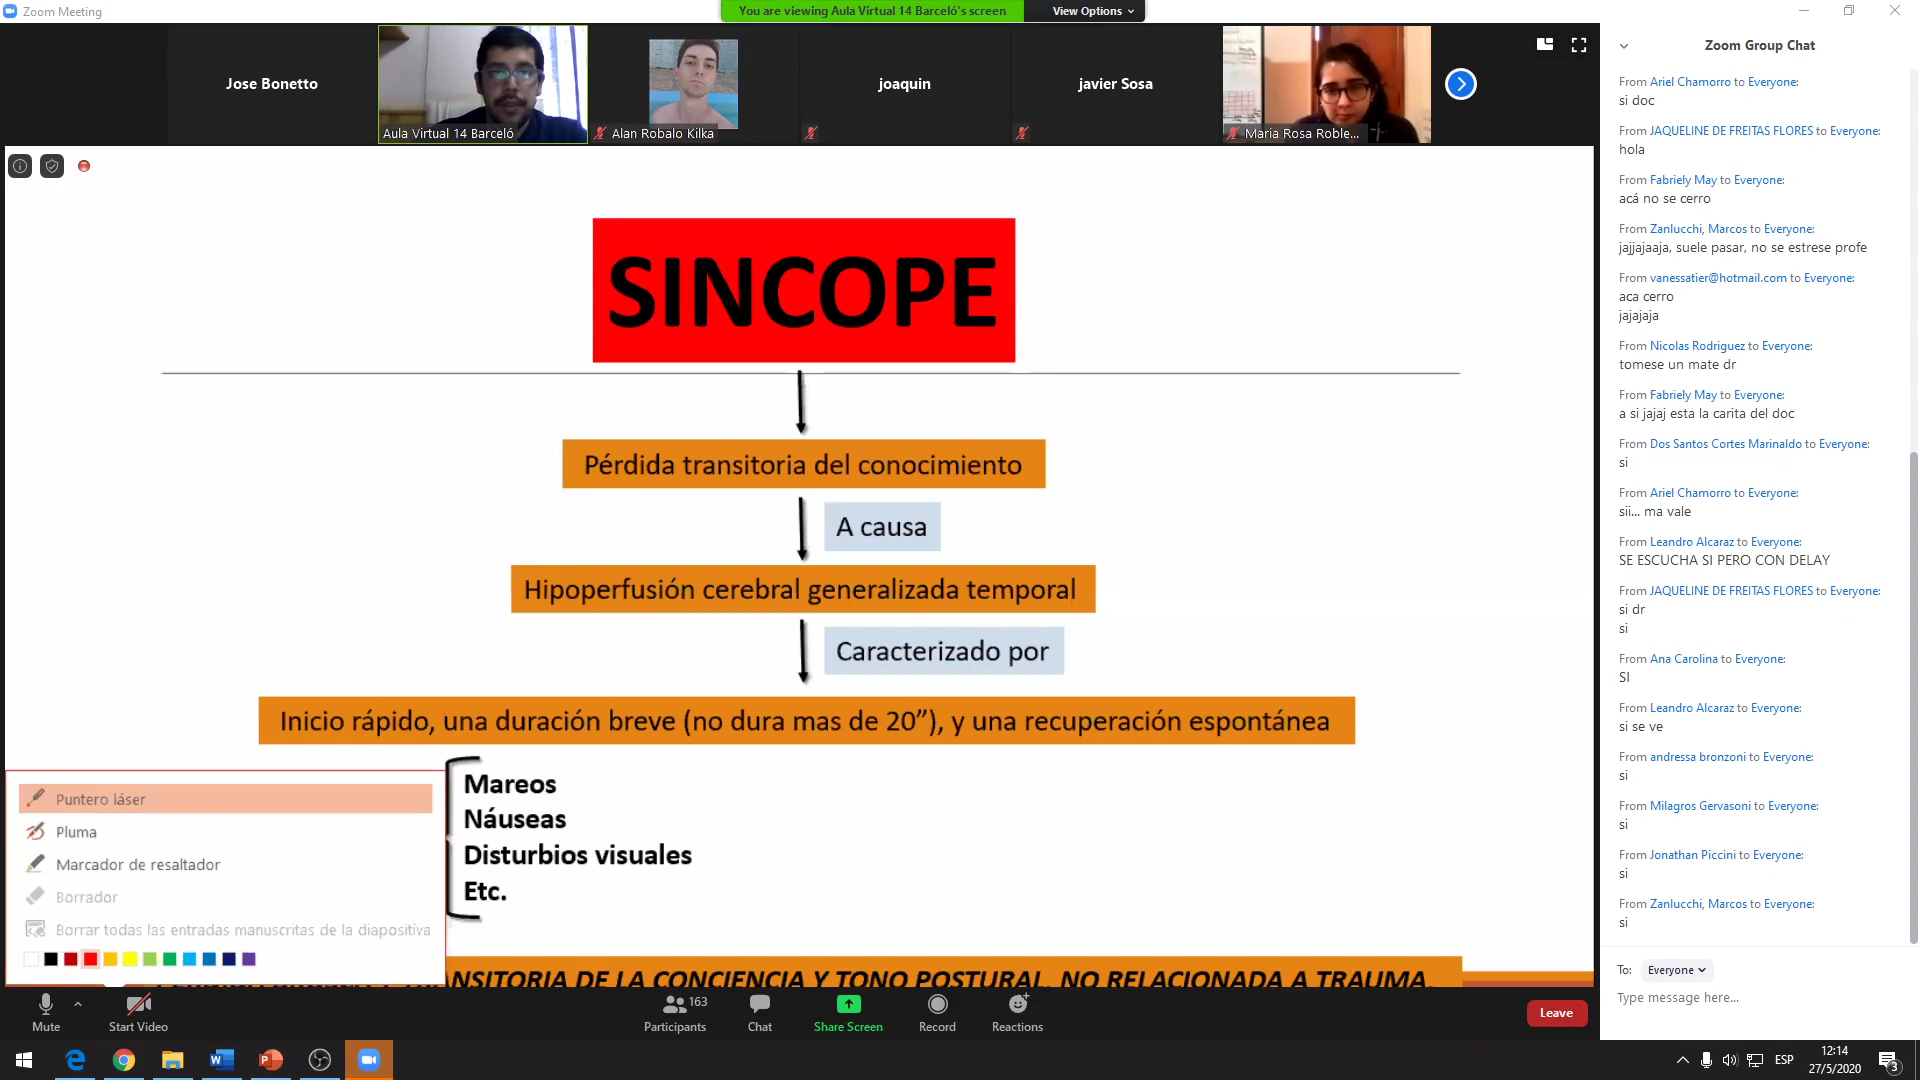 Zoom Meeting
You are viewing Aula Virtual 14 Barceló's screen
View Options
Jose Bonetto
Aula Virtual 14 Barceló
Alan Robalo Kilka
joaquin
javier Sosa
Maria Rosa Roble...
SINCOPE
Pérdida transitoria del conocimiento
A causa
Hipoperfusión cerebral generalizada temporal
Caracterizado por
Inicio rápido, una duración breve (no dura mas de 20”), y una recuperación espontánea
Mareos
Náuseas
Disturbios visuales
Etc.
Puntero láser
Pluma
Marcador de resaltador
Borrador
Borrar todas las entradas manuscritas de la diapositiva
DE LA CONCIENCIA Y TONO POSTURAL, NO RELACIONADA A TRAUMA.
Zoom Group Chat
From Ariel Chamorro to Everyone:
si doc
From JAQUELINE DE FREITAS FLORES to Everyone:
hola
From Fabriely May to Everyone:
acá no se cerro
From Zanlucchi, Marcos to Everyone:
jajjajaaja, suele pasar, no se estrese profe
From vanessatier@hotmail.com to Everyone:
aca cerro
jajajaja
From Nicolas Rodriguez to Everyone:
tomese un mate dr
From Fabriely May to Everyone:
a si jajaj esta la carita del doc
From Dos Santos Cortes Marinaldo to Everyone:
si
From Ariel Chamorro to Everyone:
sii... ma vale
From Leandro Alcaraz to Everyone:
SE ESCUCHA SI PERO CON DELAY
From JAQUELINE DE FREITAS FLORES to Everyone:
si dr
si
From Ana Carolina to Everyone:
SI
From Leandro Alcaraz to Everyone:
si se ve
From andressa bronzoni to Everyone:
si
From Milagros Gervasoni to Everyone:
si
From Jonathan Piccini to Everyone:
si
From Zanlucchi, Marcos to Everyone:
si
To: Everyone
Type message here...
Mute
Start Video
163
Participants
Chat
Share Screen
Record
Reactions
Leave
ESP
12:14
27/5/2020
3